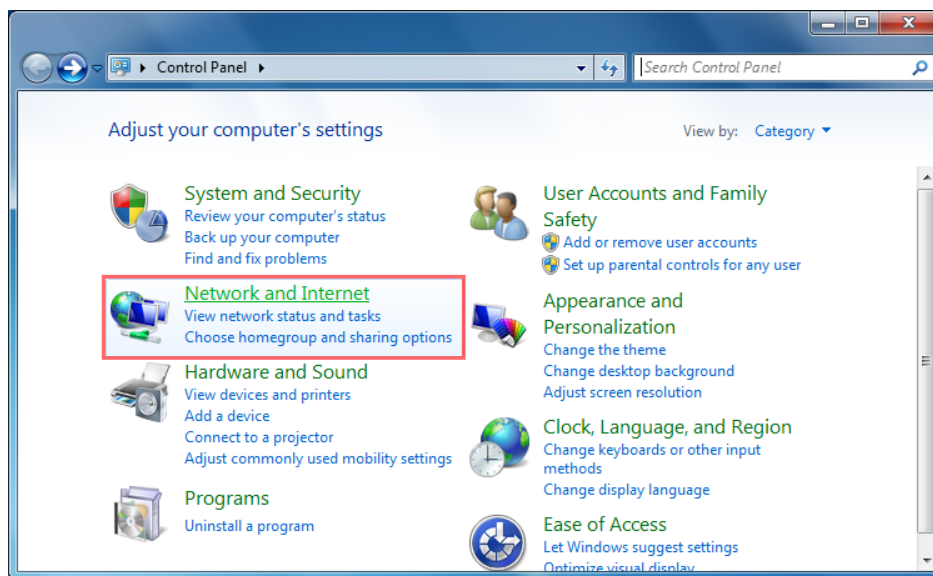 Control Panel
Search Control Panel
Adjust your computer's settings
View by: Category
System and Security
Review your computer's status
Back up your computer
Find and fix problems
Network and Internet
View network status and tasks
Choose homegroup and sharing options
Hardware and Sound
View devices and printers
Add a device
Connect to a projector
Adjust commonly used mobility settings
Programs
Uninstall a program
User Accounts and Family
Safety
Add or remove user accounts
Set up parental controls for any user
Appearance and
Personalization
Change the theme
Change desktop background
Adjust screen resolution
Clock, Language, and Region
Change keyboards or other input
methods
Change display language
Ease of Access
Let Windows suggest settings
Optimize visual display